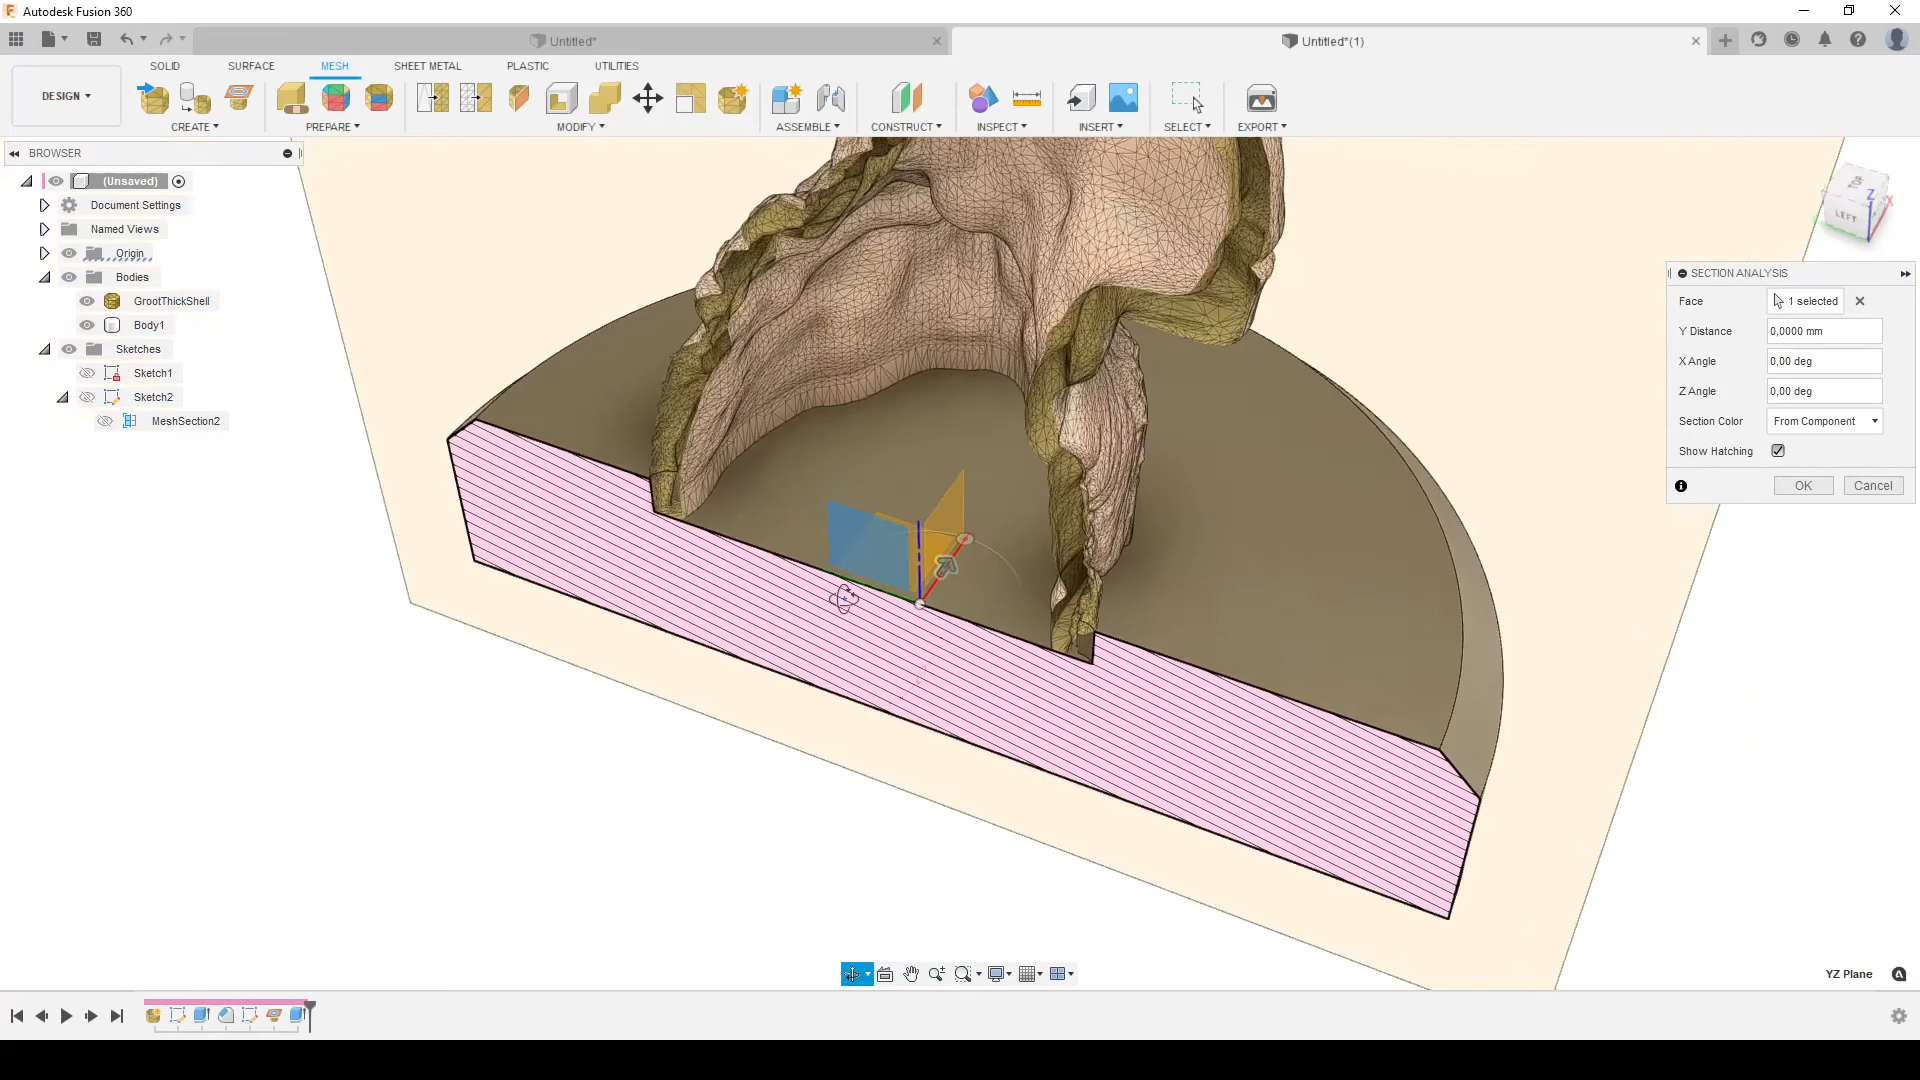 Autodesk Fusion 360
Untitled*
Untitled*(1)
SOLID
SURFACE
MESH
SHEET METAL
PLASTIC
UTILITIES
DESIGN
CREATE
PREPARE
MODIFY
ASSEMBLE
CONSTRUCT
INSPECT
INSERT
SELECT
EXPORT
BROWSER
(Unsaved)
Document Settings
Named Views
Origin
Bodies
GrootThickShell
Body1
Sketches
Sketch1
Sketch2
MeshSection2
TOP
LEFT
Z
X
SECTION ANALYSIS
Face
1 selected
Y Distance
0,0000 mm
X Angle
0,00 deg
Z Angle
0,00 deg
Section Color
From Component
Show Hatching
OK
Cancel
YZ Plane